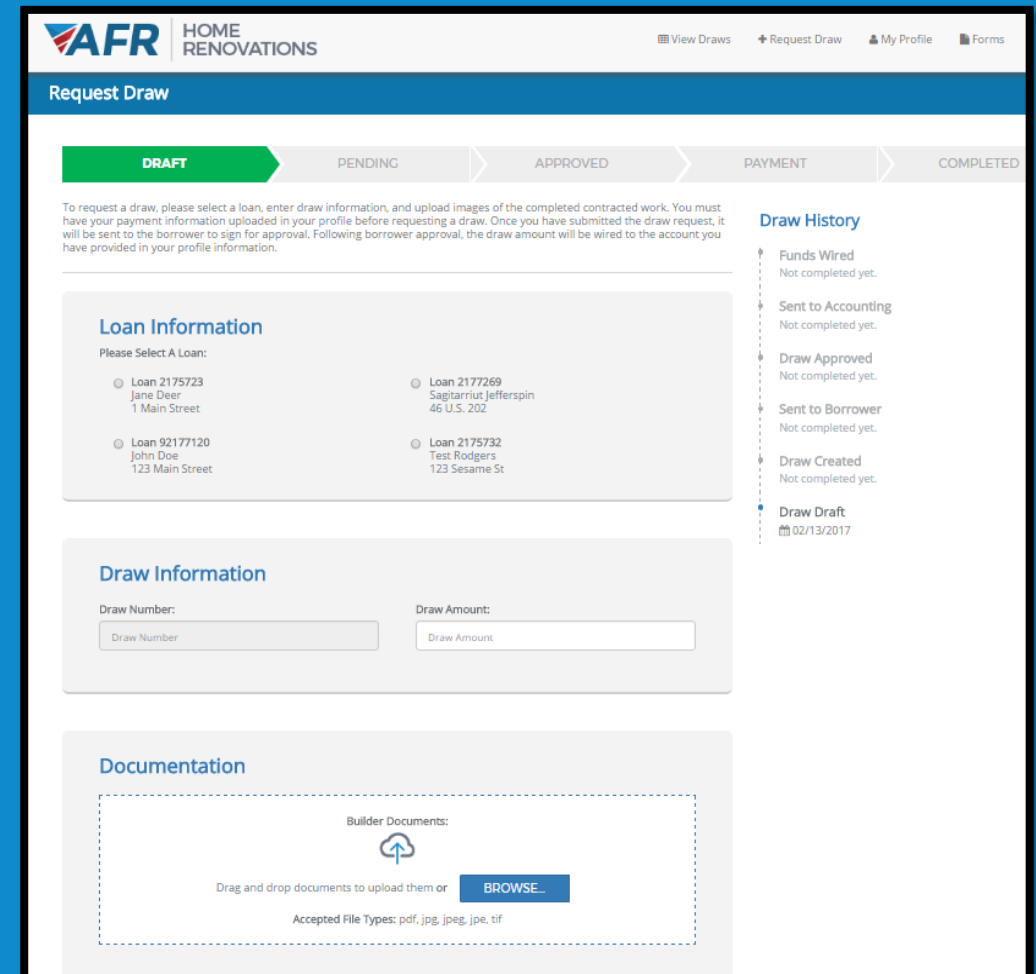 AFR HOME RENOVATIONS
View Draws Request Draw My Profile Forms
Request Draw
DRAFT PENDING APPROVED PAYMENT COMPLETED
To request a draw, please select a loan, enter draw information, and upload images of the completed contracted work. You must
have your payment information uploaded in your profile before requesting a draw. Once you have submitted the draw request, it
will be sent to the borrower to sign for approval. Following borrower approval, the draw amount will be wired to the account you
have provided in your profile information.
Loan Information
Please Select A Loan:
Loan 2175723
Jane Deer
1 Main Street
Loan 2177269
Sagitarriut Jefferspin
46 U.S. 202
Loan 92177120
John Doe
123 Main Street
Loan 2175732
Test Rodgers
123 Sesame St
Draw Information
Draw Number: Draw Amount:
Draw Number Draw Amount
Documentation
Builder Documents:
Drag and drop documents to upload them or BROWSE...
Accepted File Types: pdf, jpg, jpeg, jpe, tif
Draw History
Funds Wired
Not completed yet.
Sent to Accounting
Not completed yet.
Draw Approved
Not completed yet.
Sent to Borrower
Not completed yet.
Draw Created
Not completed yet.
Draw Draft
02/13/2017